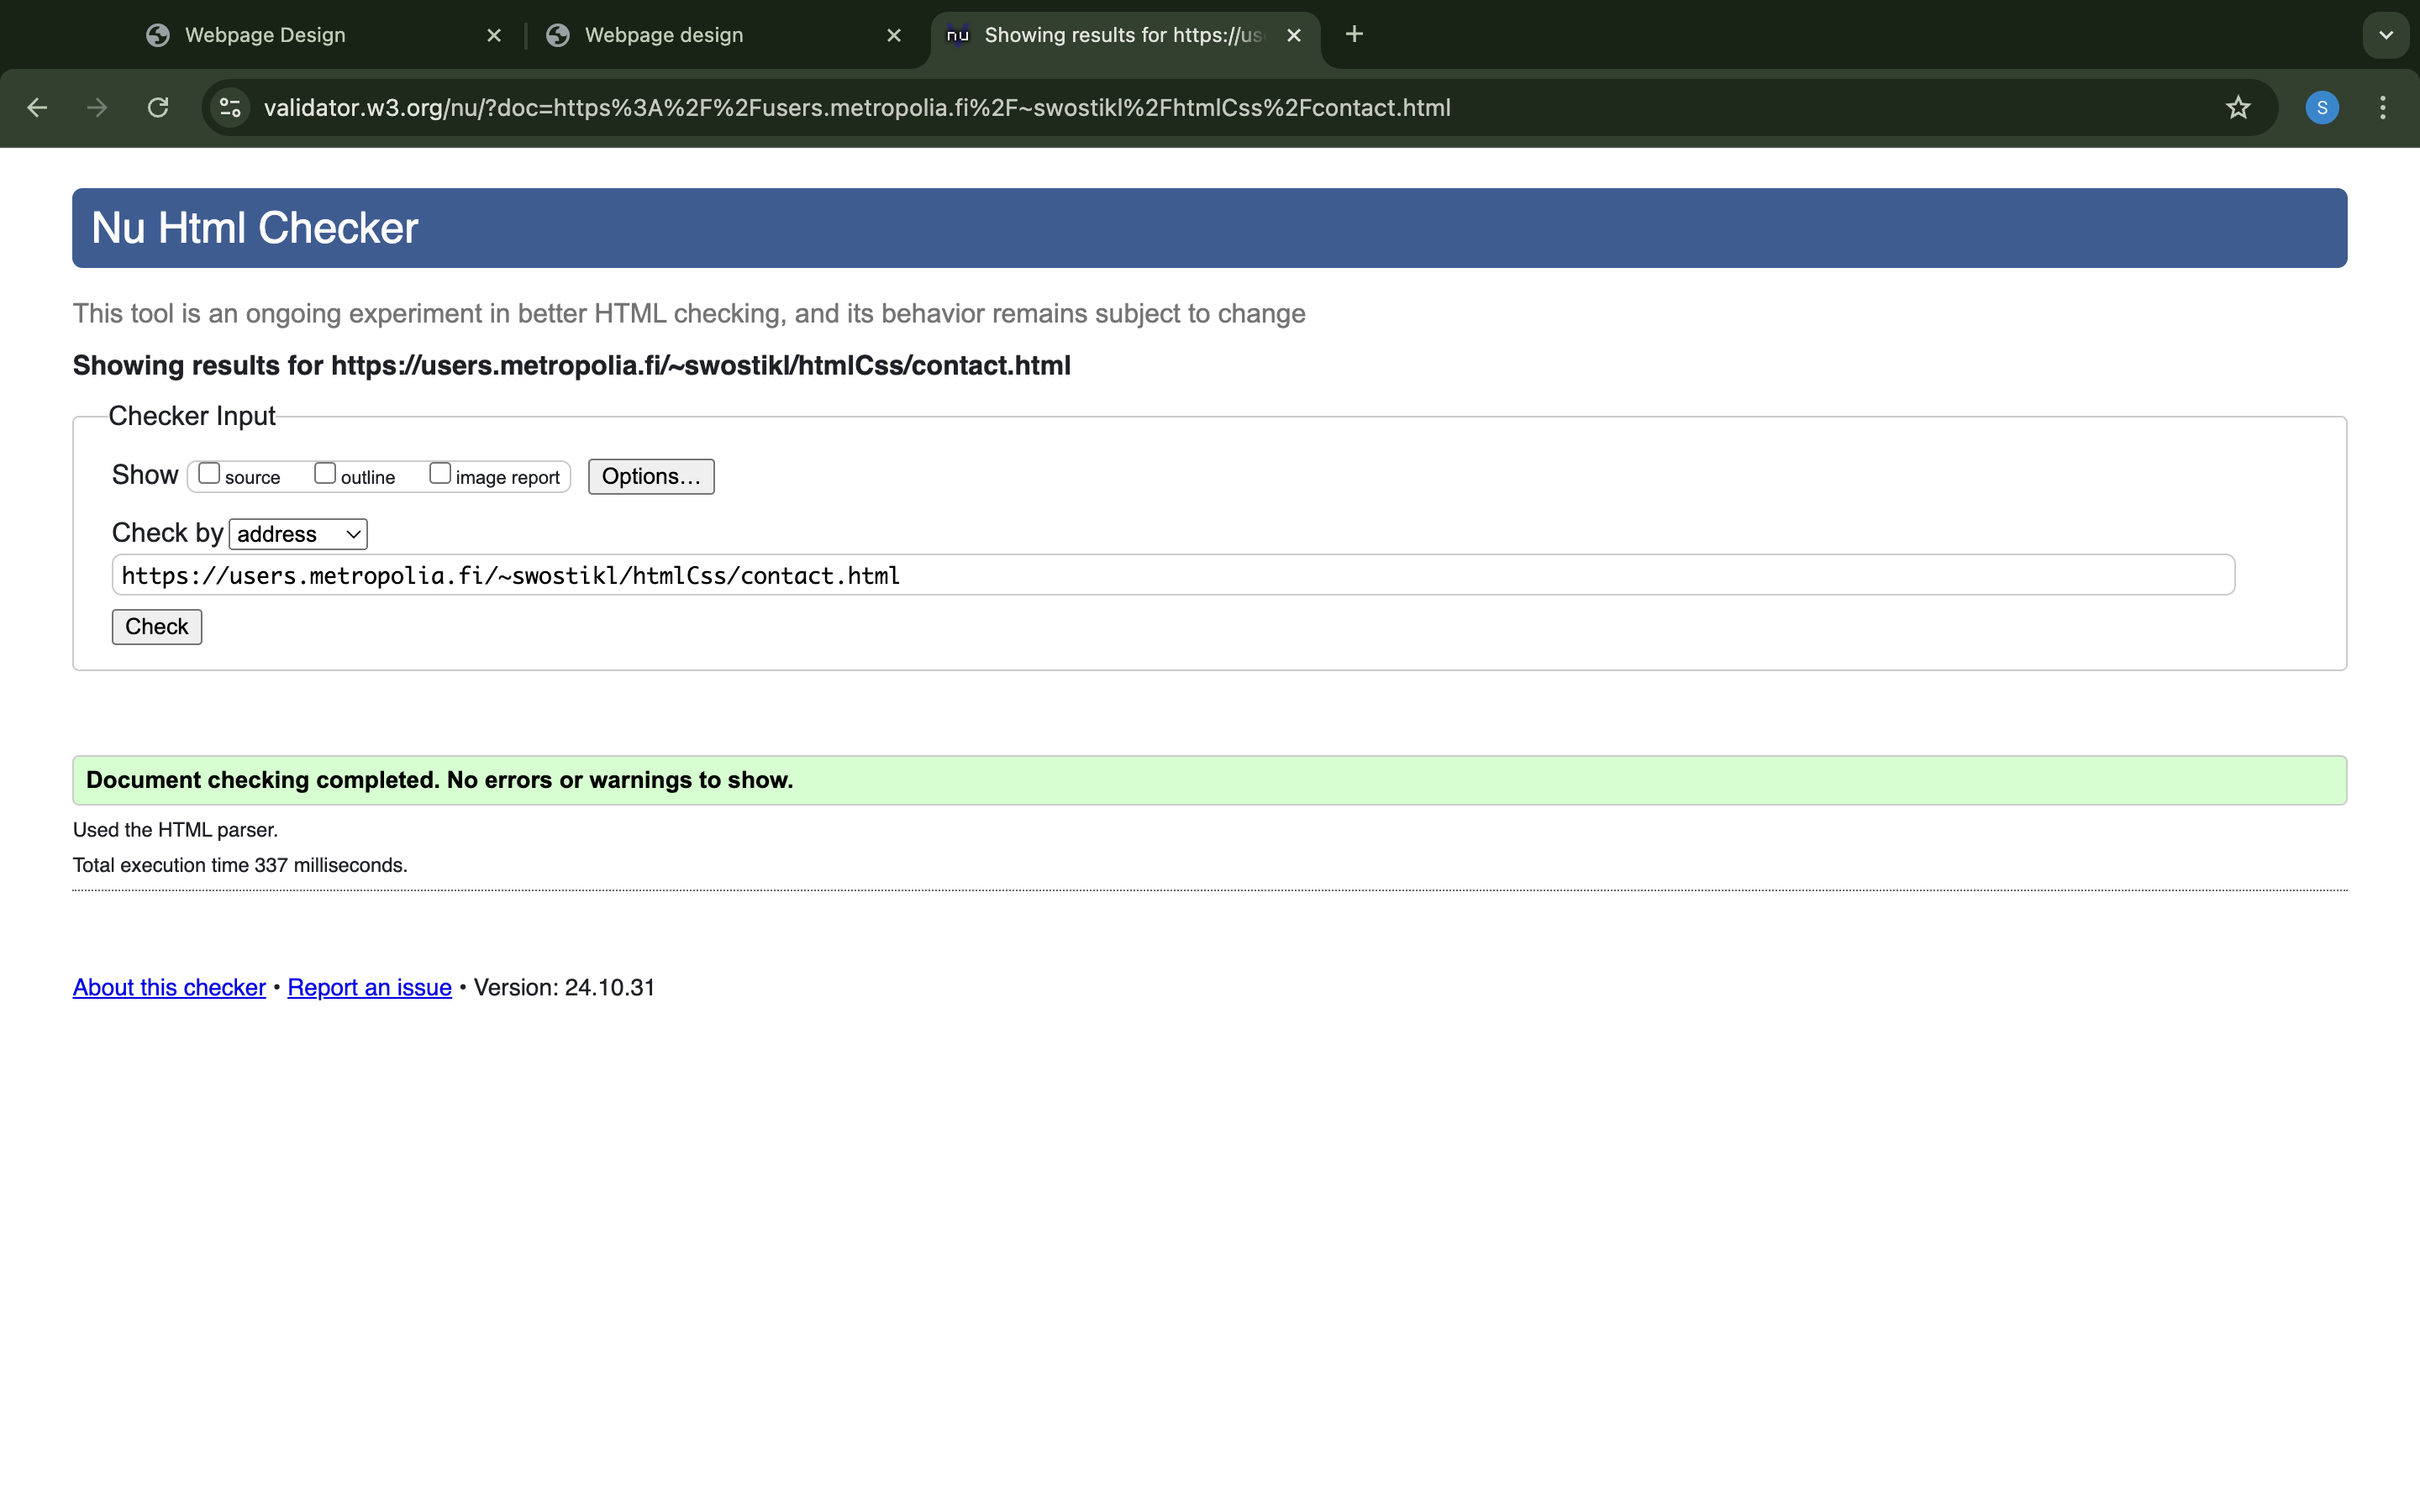 Webpage Design
Webpage design
nu Showing results for https://us
validator.w3.org/nu/?doc=https%3A%2F%2Fusers.metropolia.fi%2F~swostikl%2FhtmlCss%2Fcontact.html
S
Nu Html Checker
This tool is an ongoing experiment in better HTML checking, and its behavior remains subject to change
Showing results for https://users.metropolia.fi/~swostikl/htmlCss/contact.html
Checker Input
Show source outline image report Options...
Check by address
https://users.metropolia.fi/~swostikl/htmlCss/contact.html
Check
Document checking completed. No errors or warnings to show.
Used the HTML parser.
Total execution time 337 milliseconds.
About this checker • Report an issue • Version: 24.10.31